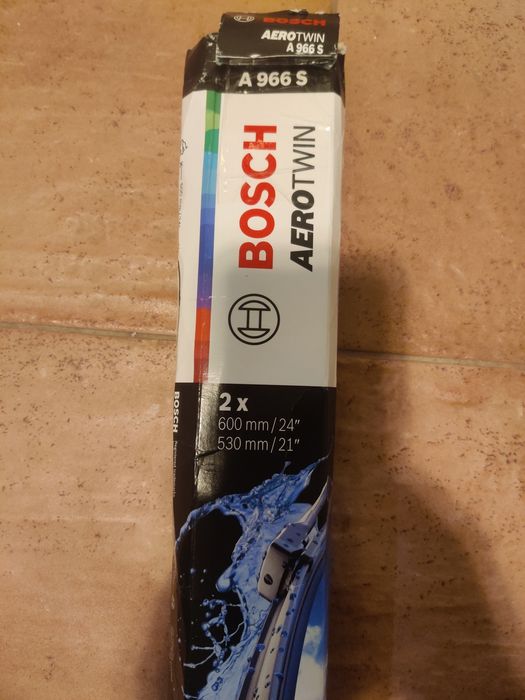 BOSCH
AEROTWIN
A 966 S
A 966 S
BOSCH
AEROTWIN
2 x
600 mm/24"
530 mm/21"
BOSCH